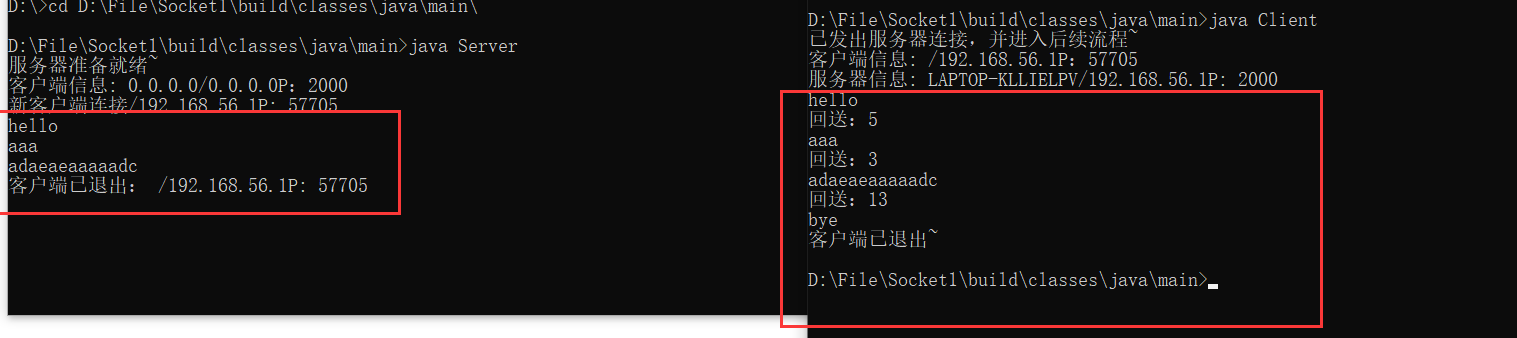 D:\>cd D:\File\Socket1\build\classes\java\main\
D:\File\Socket1\build\classes\java\main>java Server
服务器准备就绪~
客户端信息: 0.0.0.0/0.0.0.0P: 2000
新客户端连接/192.168.56.1P: 57705
hello
aaa
adaeaeaaaaadc
客户端已退出: /192.168.56.1P: 57705
D:\File\Socket1\build\classes\java\main>java Client
已发出服务器连接，并进入后续流程~
客户端信息: /192.168.56.1P: 57705
服务器信息: LAPTOP-KLLIELPV/192.168.56.1P: 2000
hello
回送: 5
aaa
回送: 3
adaeaeaaaaadc
回送: 13
bye
客户端已退出~
D:\File\Socket1\build\classes\java\main>